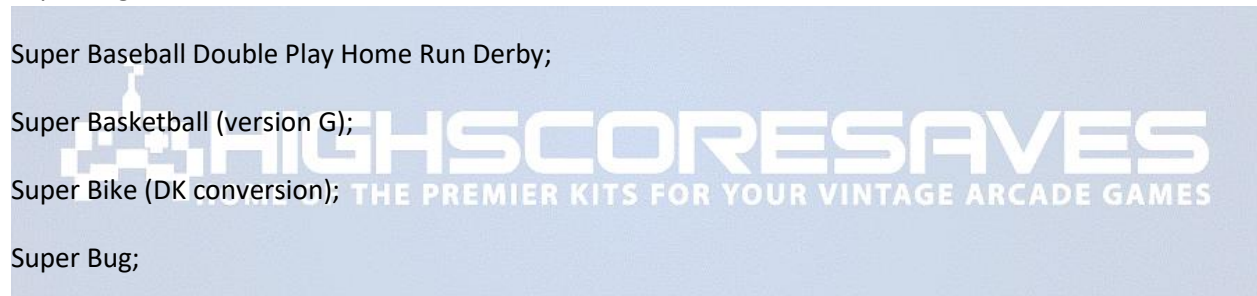 Super Baseball Double Play Home Run Derby;
Super Basketball (version G);
HIGHSCORESAVES
Super Bike (DK conversion);
THE PREMIER KITS FOR YOUR VINTAGE ARCADE GAMES
Super Bug;